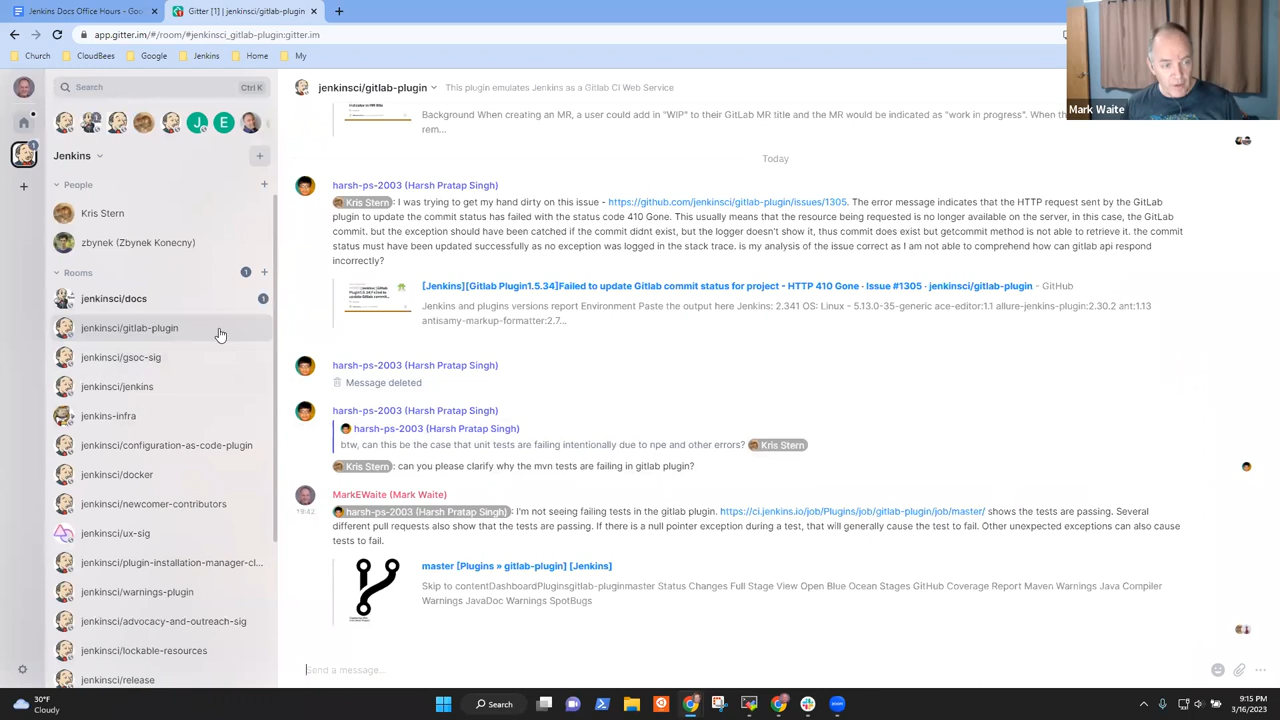 Jenkins Docs Office Hours - Go
Gitter | [1] | jenkinsci/gitlab-p
app.gitter.im/#/room/#jenkinsci_gitlab-plugin:gitter.im
Church
CloudBees
Google
Jenkins
Home
My
Search
Ctrl K
jenkinsci/gitlab-plugin
This plugin emulates Jenkins as a Gitlab CI Web Service
Mark Waite
J
E
1
Jenkins
People
Kris Stern
zbynek (Zbynek Konecny)
Rooms
1
jenkinsci/docs
1
jenkinsci/gitlab-plugin
jenkinsci/gsoc-sig
jenkinsci/jenkins
jenkins-infra
jenkinsci/configuration-as-code-plugin
jenkinsci/docker
jenkinsci/newcomer-contributors
jenkinsci/ux-sig
jenkinsci/plugin-installation-manager-cl...
jenkinsci/warnings-plugin
jenkinsci/advocacy-and-outreach-sig
jenkinsci/lockable-resources
jenkinsci/release
Background When creating an MR, a user could add in "WIP" to their GitLab MR title and the MR would be indicated as "work in progress". When th
rem...
Today
harsh-ps-2003 (Harsh Pratap Singh)
Kris Stern : I was trying to get my hand dirty on this issue - https://github.com/jenkinsci/gitlab-plugin/issues/1305. The error message indicates that the HTTP request sent by the GitLab
plugin to update the commit status has failed with the status code 410 Gone. This usually means that the resource being requested is no longer available on the server, in this case, the GitLab
commit. but the exception should have been catched if the commit didnt exist, but the logger doesn't show it, thus commit does exist but getcommit method is not able to retrieve it. the commit
status must have been updated successfully as no exception was logged in the stack trace. is my analysis of the issue correct as I am not able to comprehend how can gitlab api respond
incorrectly?
[Jenkins][Gitlab Plugin1.5.34]Failed to update Gitlab commit status for project - HTTP 410 Gone · Issue #1305 · jenkinsci/gitlab-plugin - GitHub
Jenkins and plugins versions report Environment Paste the output here Jenkins: 2.341 OS: Linux - 5.13.0-35-generic ace-editor:1.1 allure-jenkins-plugin:2.30.2 ant:1.13
antisamy-markup-formatter:2.7...
harsh-ps-2003 (Harsh Pratap Singh)
Message deleted
harsh-ps-2003 (Harsh Pratap Singh)
harsh-ps-2003 (Harsh Pratap Singh)
btw, can this be the case that unit tests are failing intentionally due to npe and other errors? Kris Stern
Kris Stern : can you please clarify why the mvn tests are failing in gitlab plugin?
MarkEWaite (Mark Waite)
19:42
harsh-ps-2003 (Harsh Pratap Singh) : I'm not seeing failing tests in the gitlab plugin. https://ci.jenkins.io/job/Plugins/job/gitlab-plugin/job/master/ shows the tests are passing. Several
different pull requests also show that the tests are passing. If there is a null pointer exception during a test, that will generally cause the test to fail. Other unexpected exceptions can also cause
tests to fail.
master [Plugins » gitlab-plugin] [Jenkins]
Skip to contentDashboardPluginsgitlab-pluginmaster Status Changes Full Stage View Open Blue Ocean Stages GitHub Coverage Report Maven Warnings Java Compiler
Warnings JavaDoc Warnings SpotBugs
Send a message...
30°F
Cloudy
Search
9:15 PM
3/16/2023